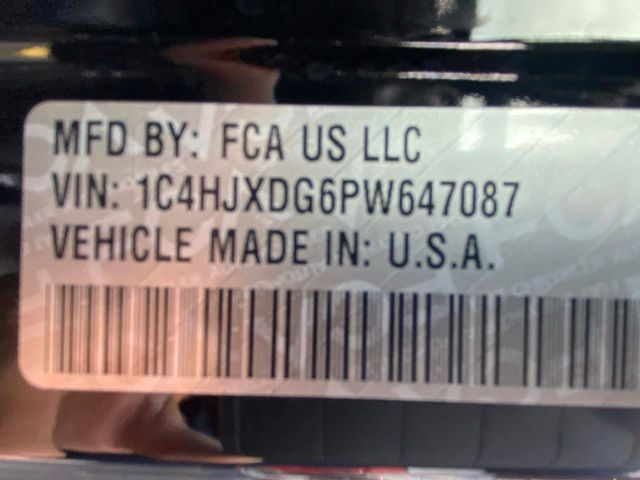 MFD BY: FCA US LLC
VIN: 1C4HJXDG6PW647087
VEHICLE MADE IN: U.S.A.